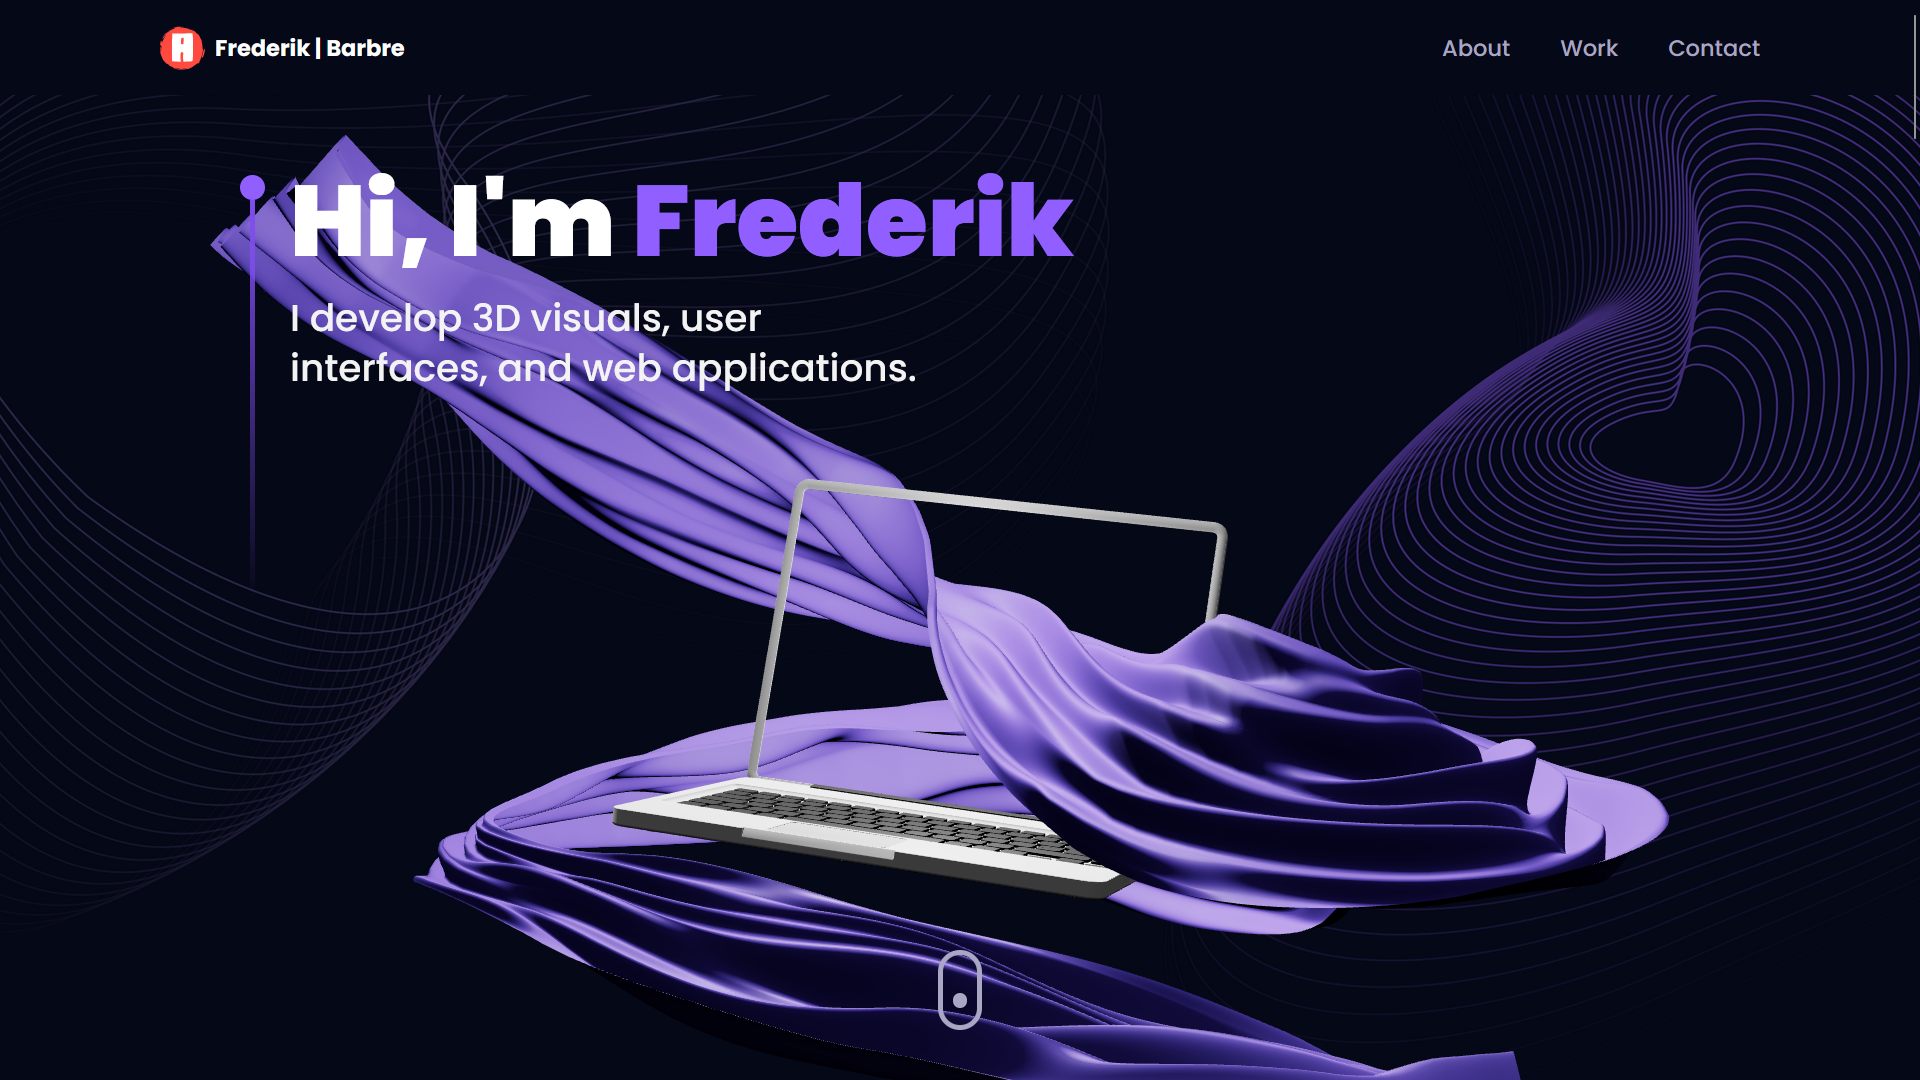 Frederik | Barbre
About
Work
Contact
Hi, I'm Frederik
I develop 3D visuals, user
interfaces, and web applications.